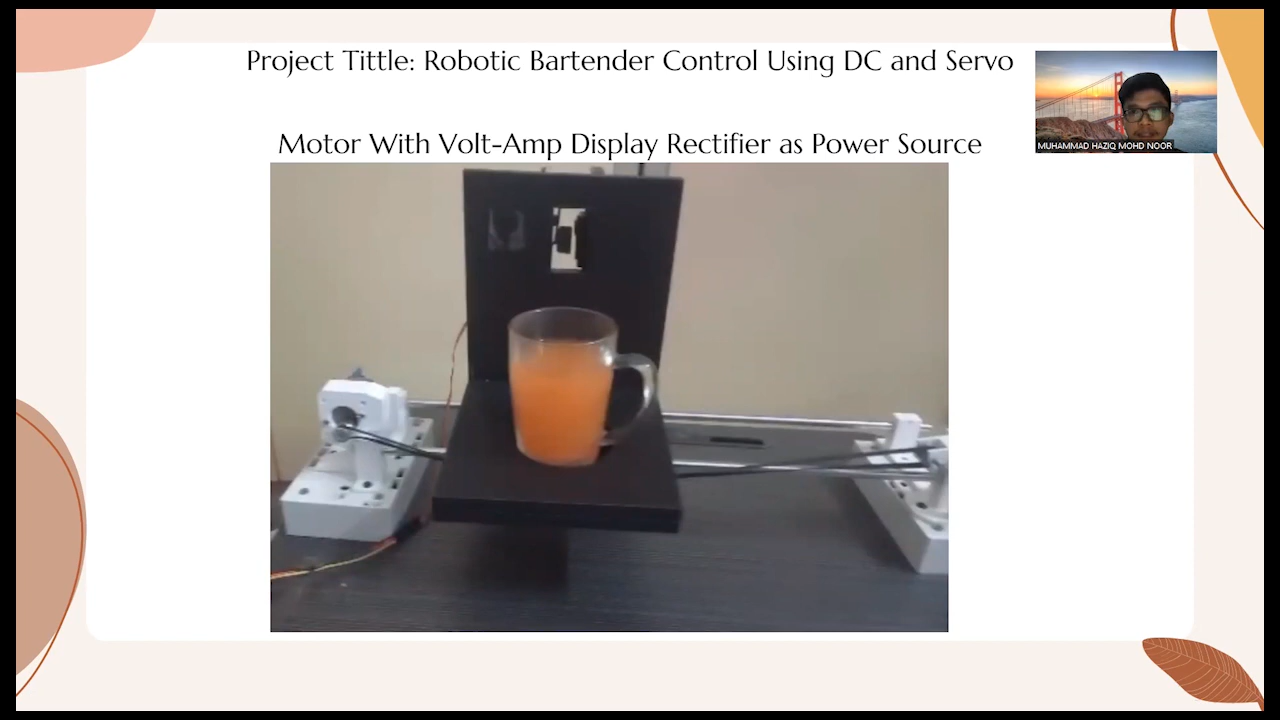 Project Tittle: Robotic Bartender Control Using DC and Servo
Motor With Volt-Amp Display Rectifier as Power Source
MUHAMMAD HAZIQ MOHD NOOR